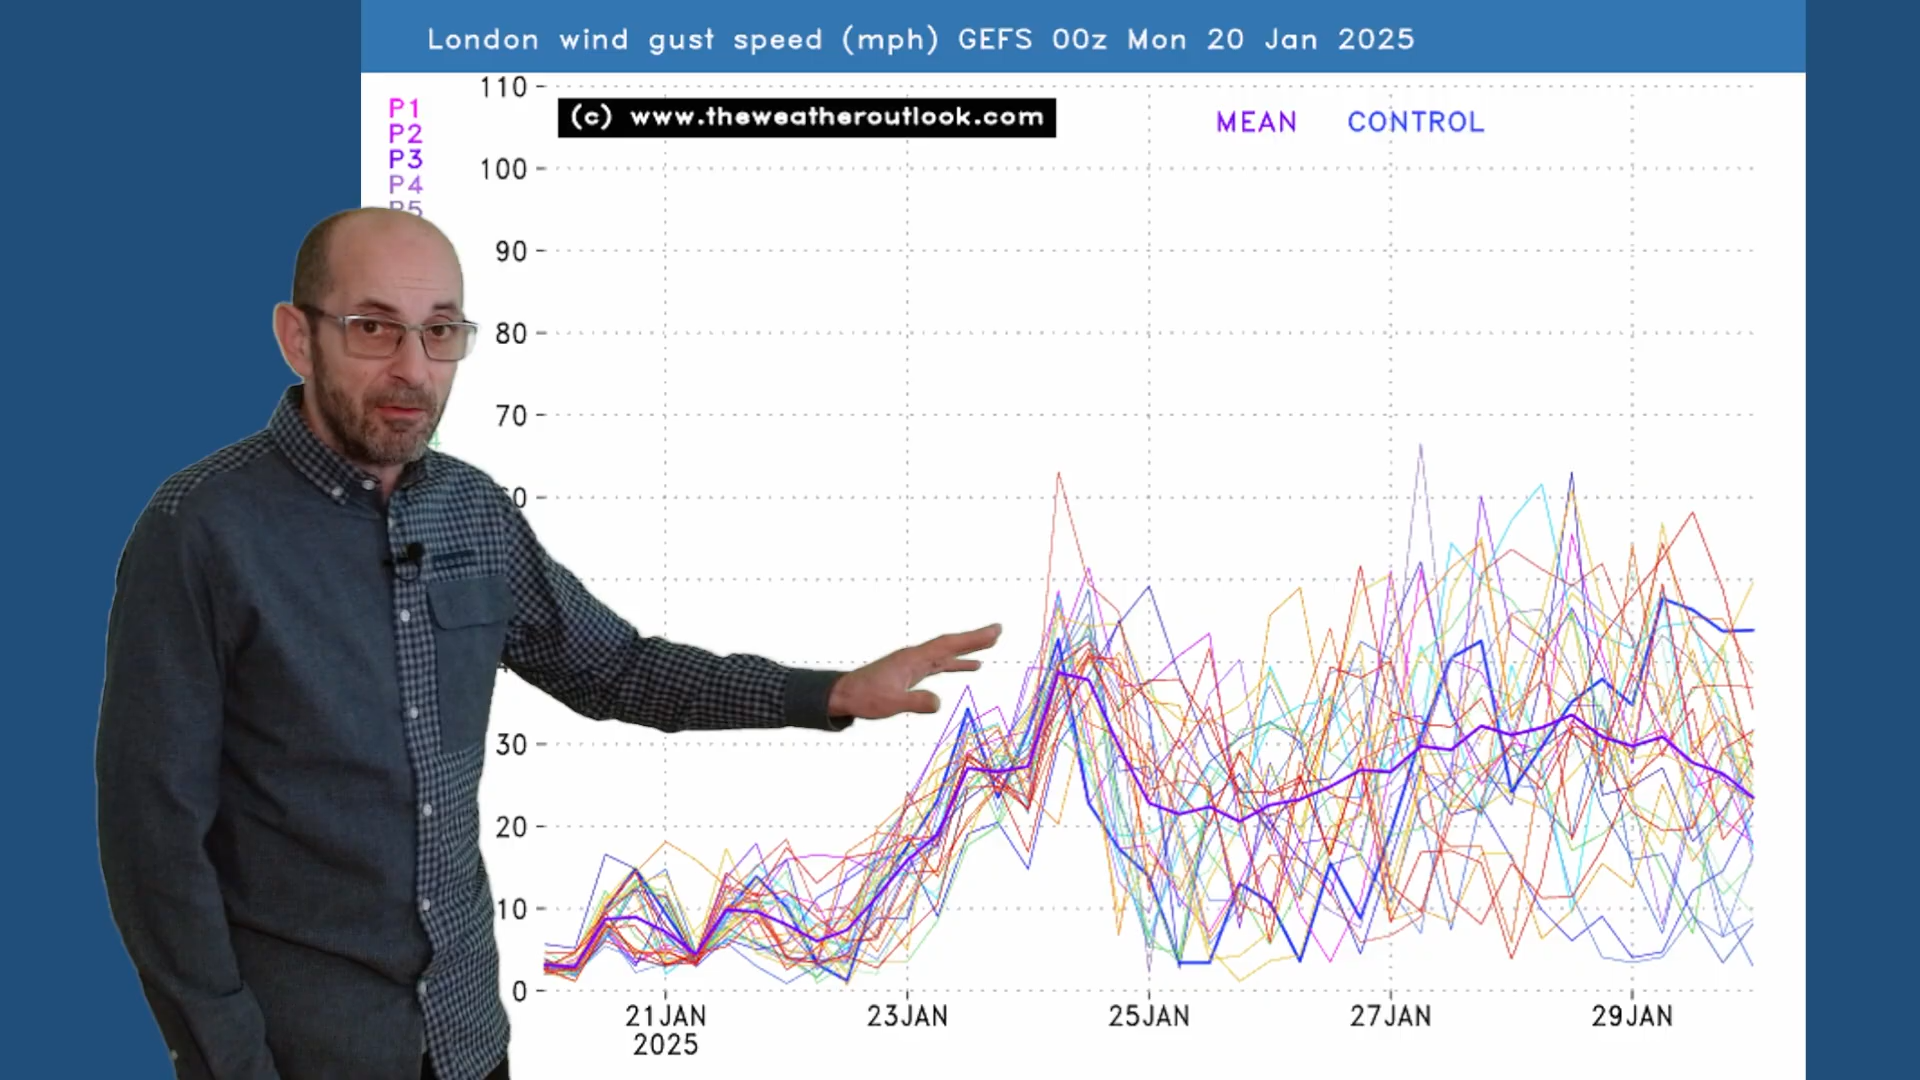 London wind gust speed (mph) GEFS 00z Mon 20 Jan 2025
110
(c) www.theweatheroutlook.com
MEAN CONTROL
P1
P2
P3
P4
P5
100
90
80
70
30
20
10
0
21JAN 23JAN 25JAN 27JAN 29JAN
2025